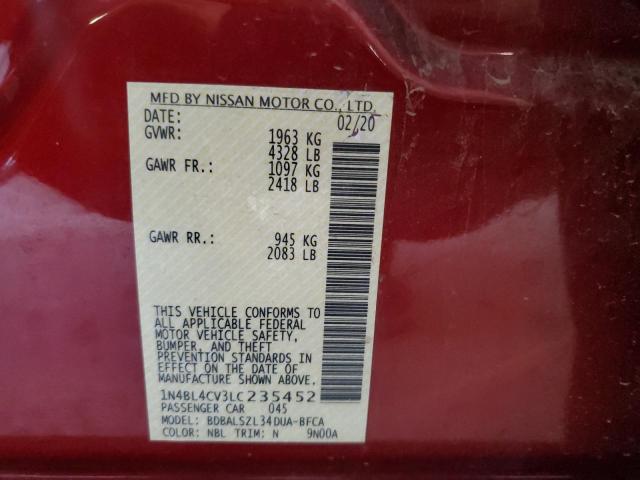 MFD BY NISSAN MOTOR CO., LTD.
DATE: 02/20
GVWR: 1963 KG
4328 LB
GAWR FR.: 1097 KG
2418 LB
GAWR RR.: 945 KG
2083 LB
THIS VEHICLE CONFORMS TO
ALL APPLICABLE FEDERAL
MOTOR VEHICLE SAFETY,
BUMPER, AND THEFT
PREVENTION STANDARDS IN
EFFECT ON THE DATE OF
MANUFACTURE SHOWN ABOVE.
1N4BL4CV3LC235452
PASSENGER CAR 045
MODEL: BDBALSZL34DUA-BFCA
COLOR: NBL TRIM: N 9N00A